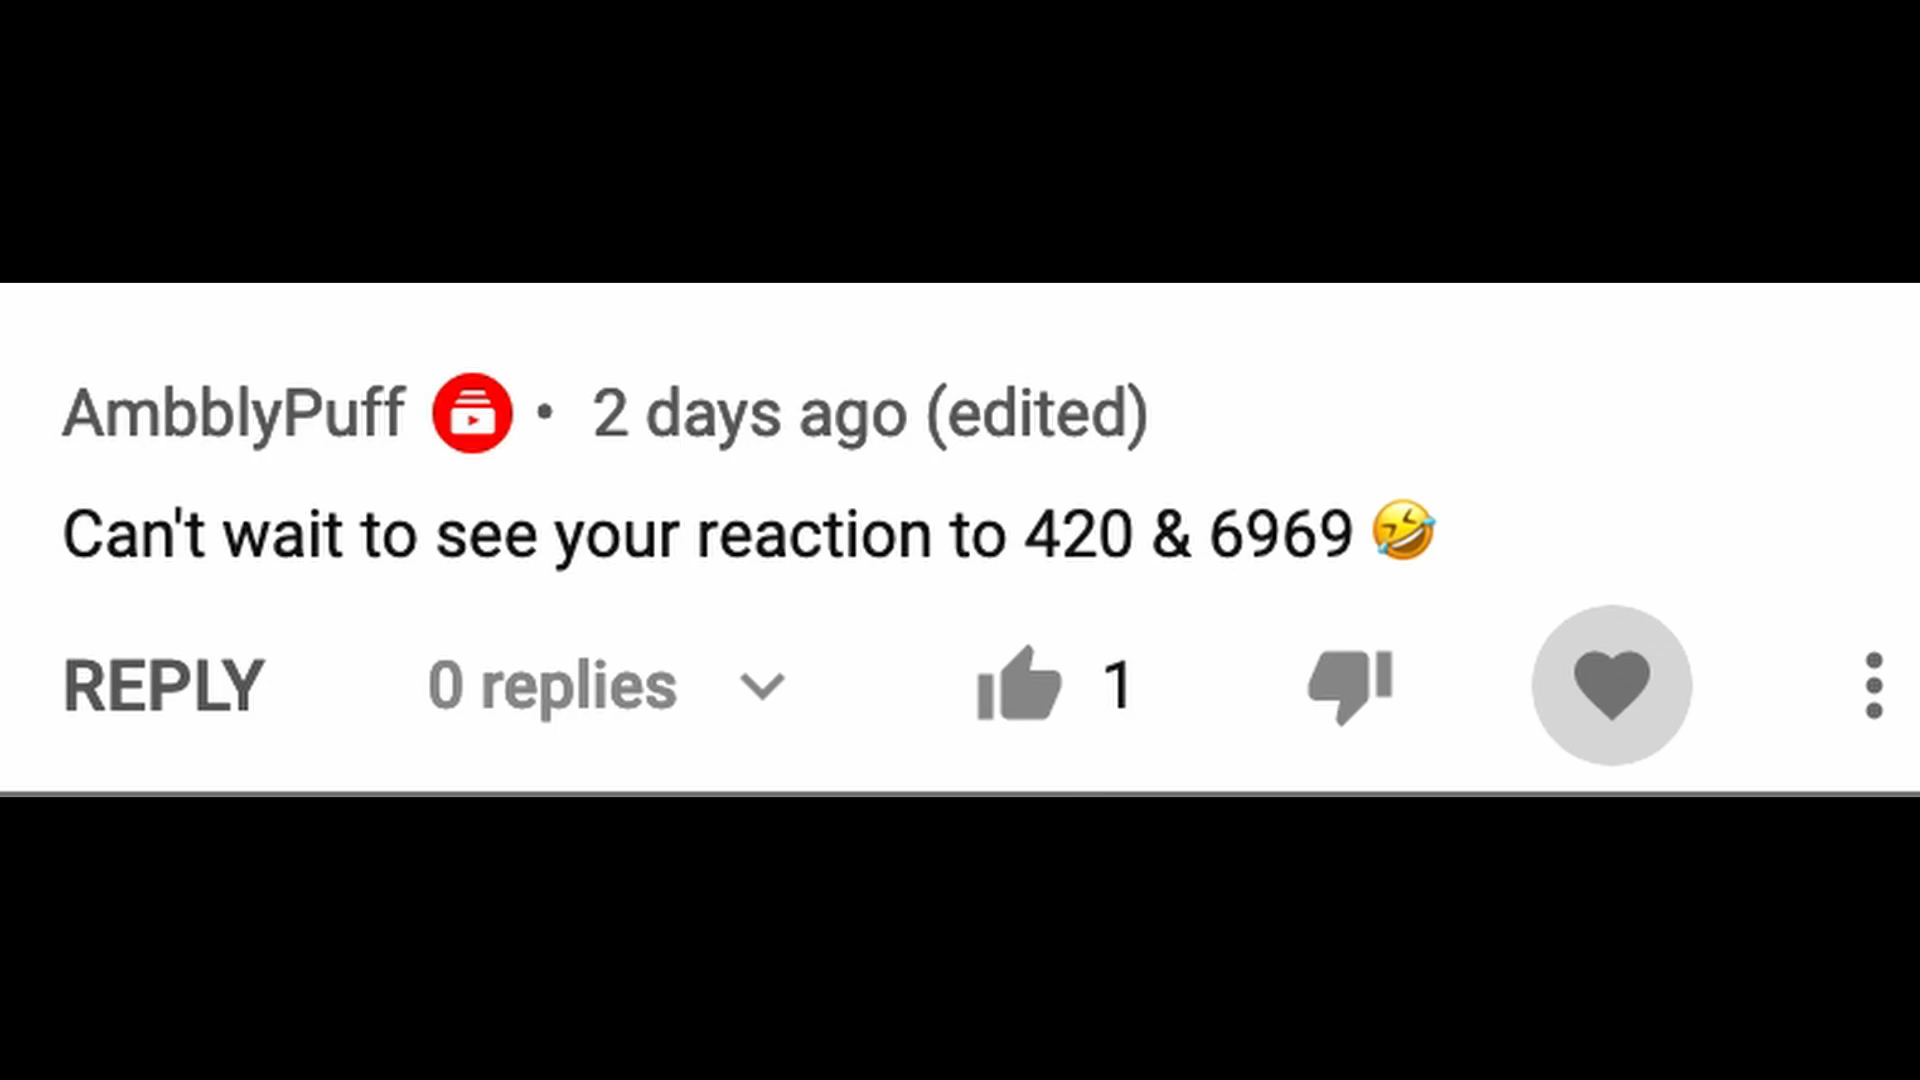 AmbblyPuff • 2 days ago (edited)
Can't wait to see your reaction to 420 & 6969 🤣
REPLY 0 replies 1